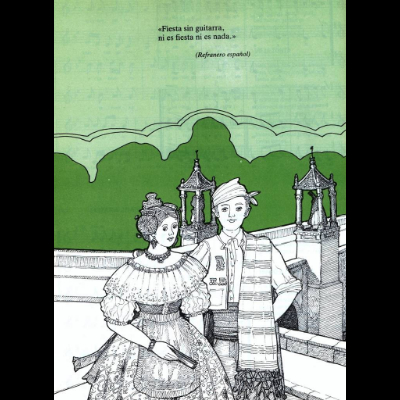 «Fiesta sin guitarra,
ni es fiesta ni es nada.»
(Refranero español)